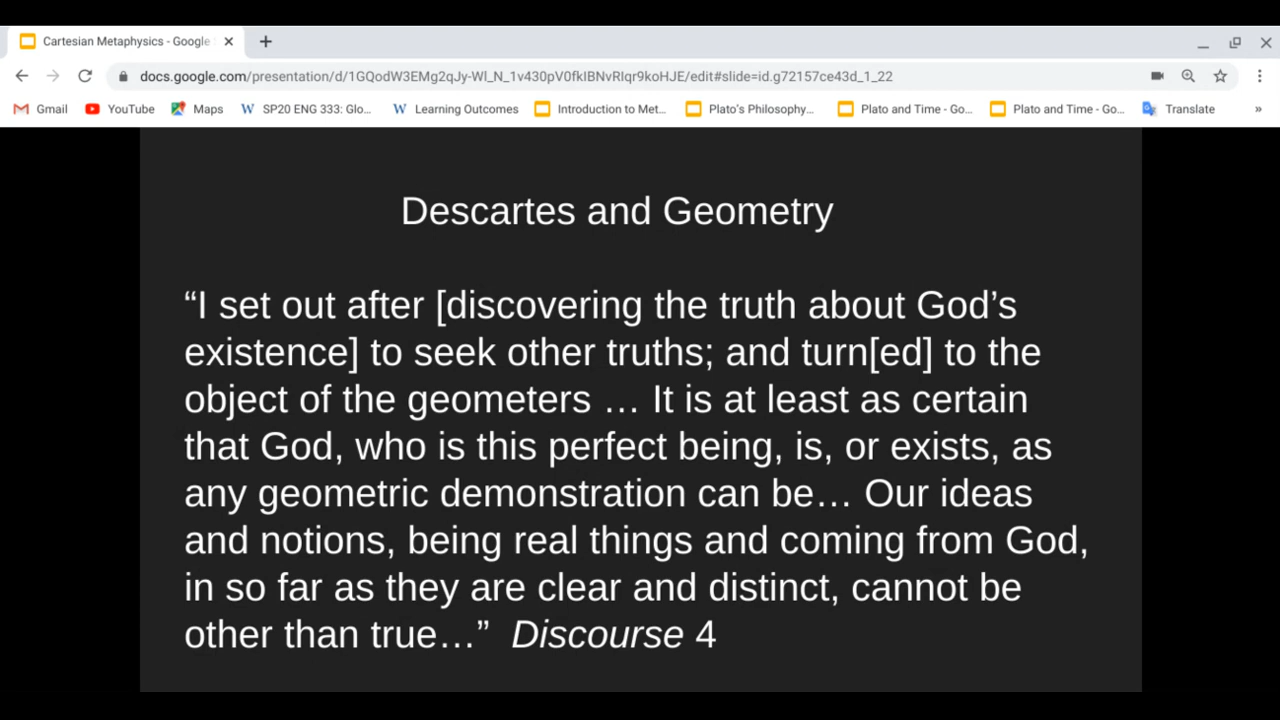 Cartesian Metaphysics - Google
docs.google.com/presentation/d/1GQodW3EMg2qJy-Wl_N_1v430pV0fkIBNvRIqr9koHJE/edit#slide=id.g72157ce43d_1_22
Gmail YouTube Maps SP20 ENG 333: Glo... Learning Outcomes Introduction to Met... Plato's Philosophy... Plato and Time - Go... Plato and Time - Go... Translate »
Descartes and Geometry
“I set out after [discovering the truth about God’s
existence] to seek other truths; and turn[ed] to the
object of the geometers … It is at least as certain
that God, who is this perfect being, is, or exists, as
any geometric demonstration can be… Our ideas
and notions, being real things and coming from God,
in so far as they are clear and distinct, cannot be
other than true…” Discourse 4